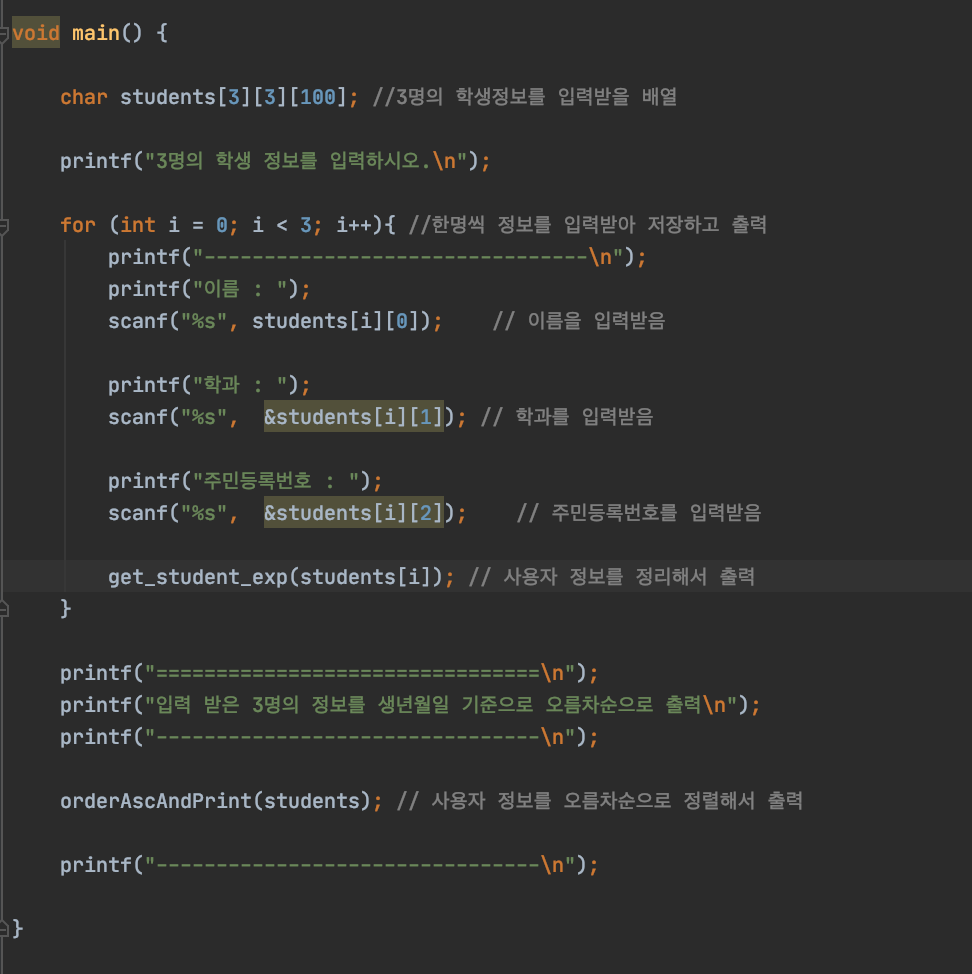 void main() {
char students[3][3][100]; //3명의 학생정보를 입력받을 배열
printf("3명의 학생 정보를 입력하시오.\n");
for (int i = 0; i < 3; i++){ //한명씩 정보를 입력받아 저장하고 출력
printf("--------------------------------\n");
printf("이름 : ");
scanf("%s", students[i][0]); // 이름을 입력받음
printf("학과 : ");
scanf("%s", &students[i][1]); // 학과를 입력받음
printf("주민등록번호 : ");
scanf("%s", &students[i][2]); // 주민등록번호를 입력받음
get_student_exp(students[i]); // 사용자 정보를 정리해서 출력
}
printf("================================\n");
printf("입력 받은 3명의 정보를 생년월일 기준으로 오름차순으로 출력\n");
printf("--------------------------------\n");
orderAscAndPrint(students); // 사용자 정보를 오름차순으로 정렬해서 출력
printf("--------------------------------\n");
}